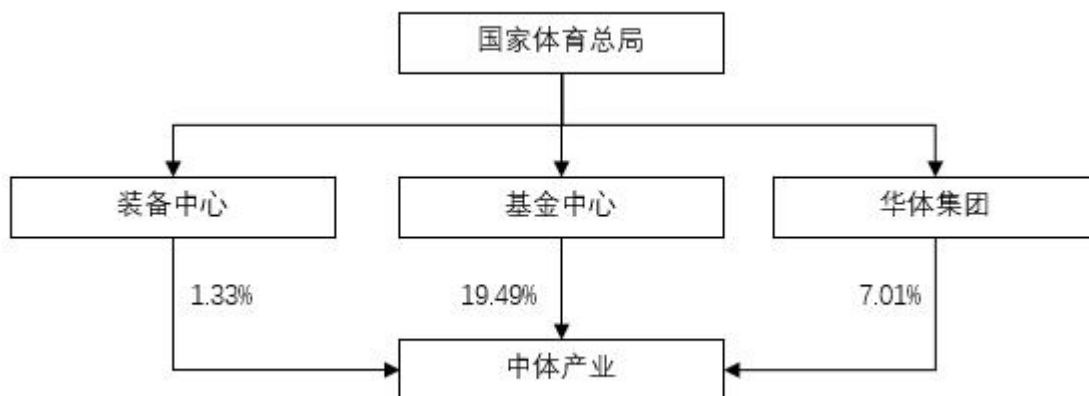 国家体育总局
装备中心
基金中心
华体集团
1.33%
19.49%
7.01%
中体产业